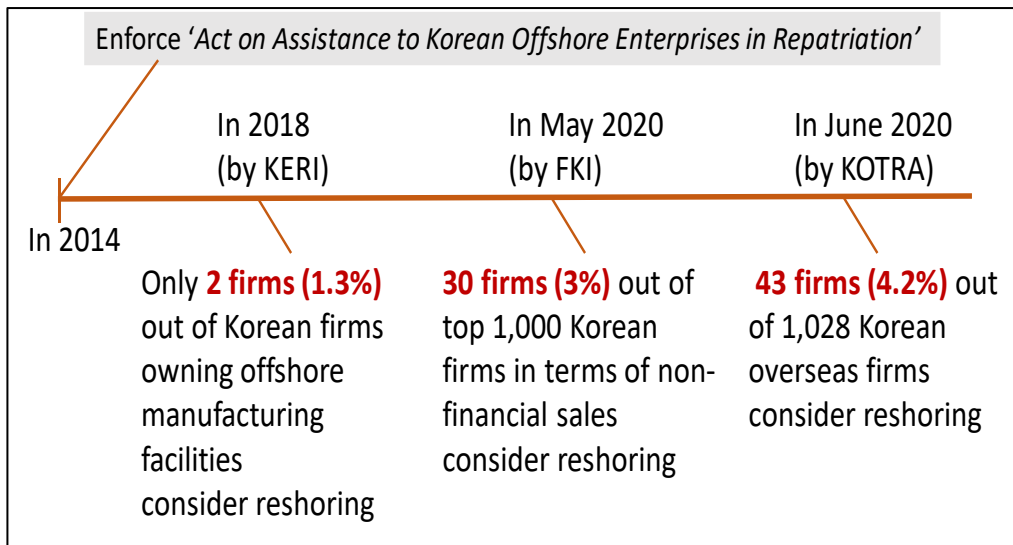 Enforce ‘Act on Assistance to Korean Offshore Enterprises in Repatriation’
In 2018
(by KERI)
In May 2020
(by FKI)
In June 2020
(by KOTRA)
In 2014
Only 2 firms (1.3%)
out of Korean firms
owning offshore
manufacturing
facilities
consider reshoring
30 firms (3%) out of
top 1,000 Korean
firms in terms of non-
financial sales
consider reshoring
43 firms (4.2%) out
of 1,028 Korean
overseas firms
consider reshoring